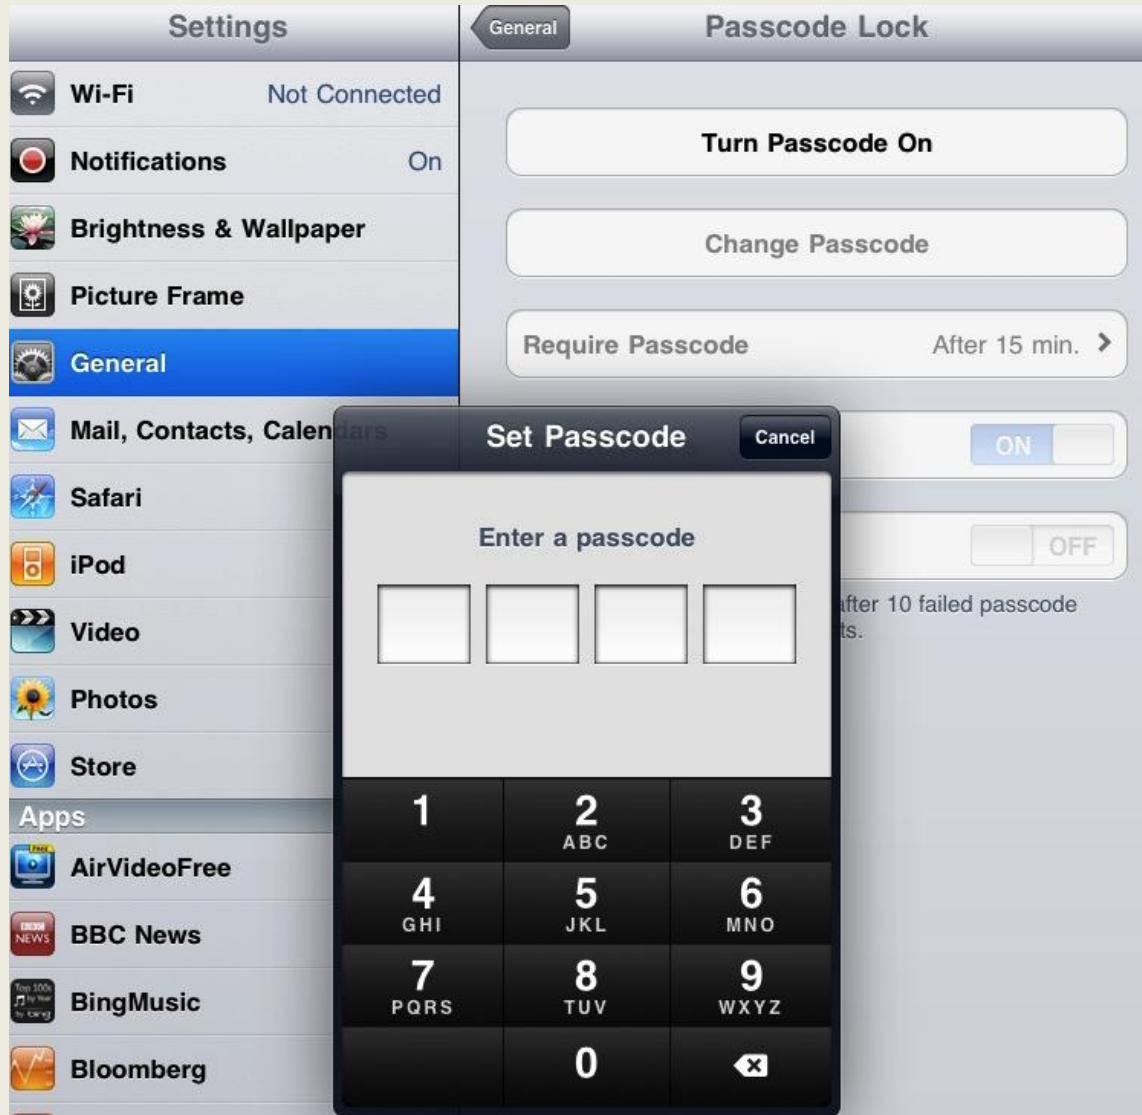 Settings
Wi-Fi Not Connected
Notifications On
Brightness & Wallpaper
Picture Frame
General
Mail, Contacts, Calendars
Safari
iPod
Video
Photos
Store
Apps
AirVideoFree
BBC News
BingMusic
Bloomberg
General Passcode Lock
Turn Passcode On
Change Passcode
Require Passcode After 15 min.
ON
OFF
after 10 failed passcode
ts.
Set Passcode Cancel
Enter a passcode
1 2 3
ABC DEF
4 5 6
GHI JKL MNO
7 8 9
PQRS TUV WXYZ
0